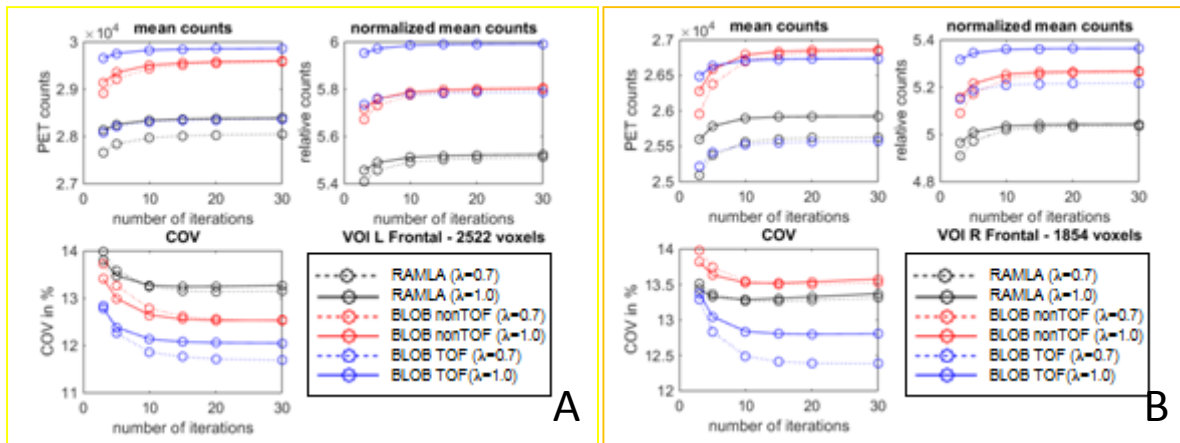 mean counts
normalized mean counts
×10⁴
PET counts
3
2.9
2.8
2.7
0 10 20 30
number of iterations
relative counts
6
5.8
5.6
5.4
0 10 20 30
number of iterations
COV
COV in %
14
13
12
11
0 10 20 30
number of iterations
VOI L Frontal - 2522 voxels
RAMLA (λ=0.7)
RAMLA (λ=1.0)
BLOB nonTOF (λ=0.7)
BLOB nonTOF (λ=1.0)
BLOB TOF (λ=0.7)
BLOB TOF(λ=1.0)
A
mean counts
normalized mean counts
×10⁴
PET counts
2.7
2.65
2.6
2.55
2.5
0 10 20 30
number of iterations
relative counts
5.4
5.2
5
4.8
0 10 20 30
number of iterations
COV
COV in %
14
13.5
13
12.5
12
0 10 20 30
number of iterations
VOI R Frontal - 1854 voxels
RAMLA (λ=0.7)
RAMLA (λ=1.0)
BLOB nonTOF (λ=0.7)
BLOB nonTOF (λ=1.0)
BLOB TOF (λ=0.7)
BLOB TOF(λ=1.0)
B